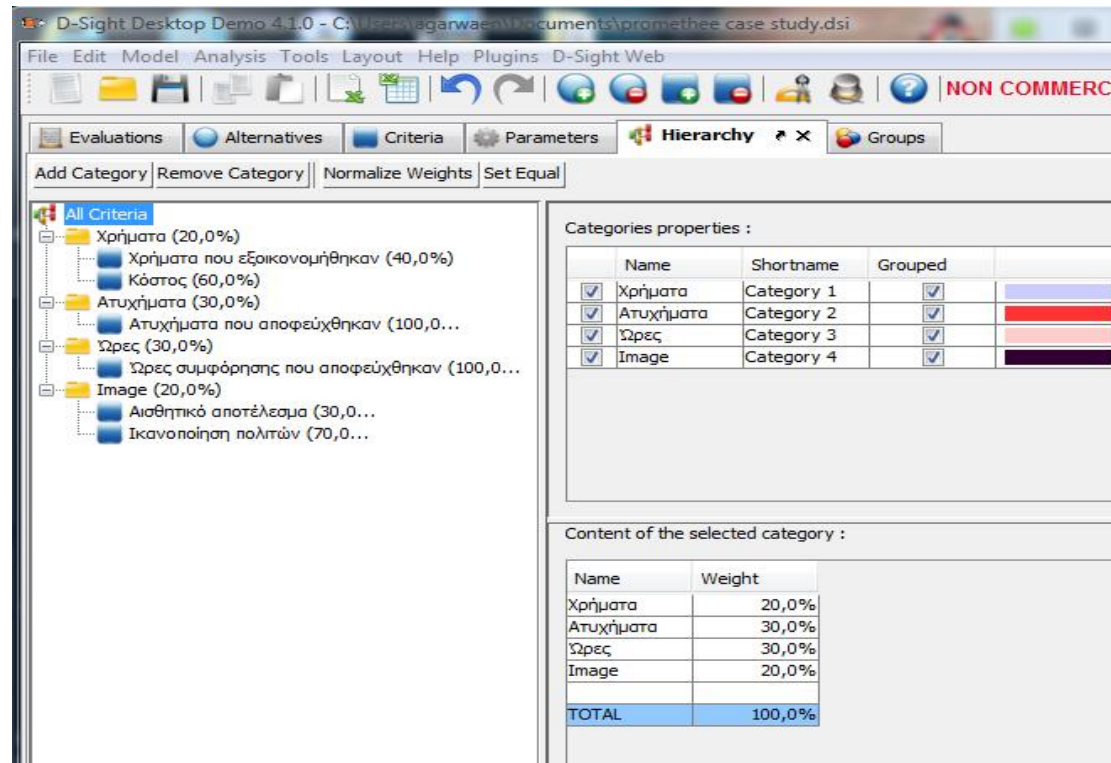 D-Sight Desktop Demo 4.1.0 - C:\Users\agarwaen\Documents\promethee case study.dsi
File Edit Model Analysis Tools Layout Help Plugins D-Sight Web
NON COMMERC
Evaluations Alternatives Criteria Parameters Hierarchy Groups
Add Category Remove Category Normalize Weights Set Equal
All Criteria
Χρήματα (20,0%)
Χρήματα που εξοικονομήθηκαν (40,0%)
Κόστος (60,0%)
Ατυχήματα (30,0%)
Ατυχήματα που αποφεύχθηκαν (100,0...
Ώρες (30,0%)
Ώρες συμφόρησης που αποφεύχθηκαν (100,0...
Image (20,0%)
Αισθητικό αποτέλεσμα (30,0...
Ικανοποίηση πολιτών (70,0...
Categories properties :
Name Shortname Grouped
Χρήματα Category 1
Ατυχήματα Category 2
Ώρες Category 3
Image Category 4
Content of the selected category :
Name Weight
Χρήματα 20,0%
Ατυχήματα 30,0%
Ώρες 30,0%
Image 20,0%
TOTAL 100,0%